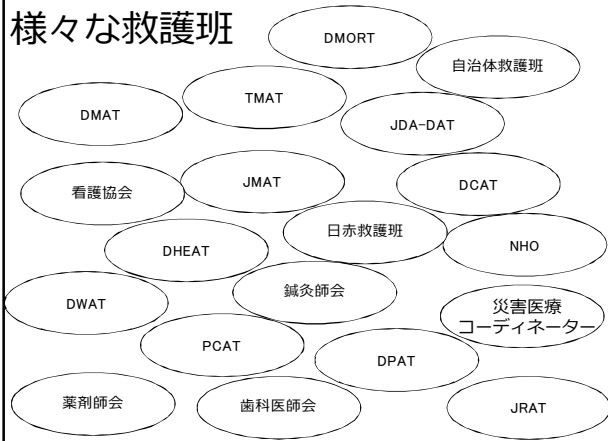 様々な救護班
DMORT
自治体救護班
TMAT
DMAT
JDA-DAT
JMAT
看護協会
DCAT
日赤救護班
DHEAT
NHO
鍼灸師会
DWAT
災害医療
コーディネーター
PCAT
DPAT
薬剤師会
歯科医師会
JRAT